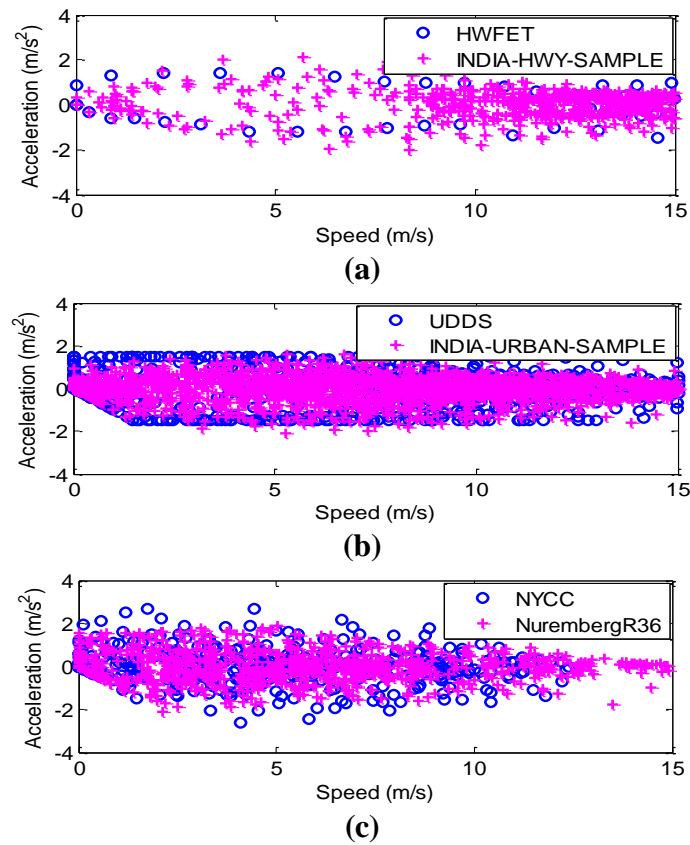 4
2
0
-2
-4
Acceleration (m/s²)
HWFET
INDIA-HWY-SAMPLE
0 5 10 15
Speed (m/s)
(a)
4
2
0
-2
-4
Acceleration (m/s²)
UDDS
INDIA-URBAN-SAMPLE
0 5 10 15
Speed (m/s)
(b)
4
2
0
-2
-4
Acceleration (m/s²)
NYCC
NurembergR36
0 5 10 15
Speed (m/s)
(c)